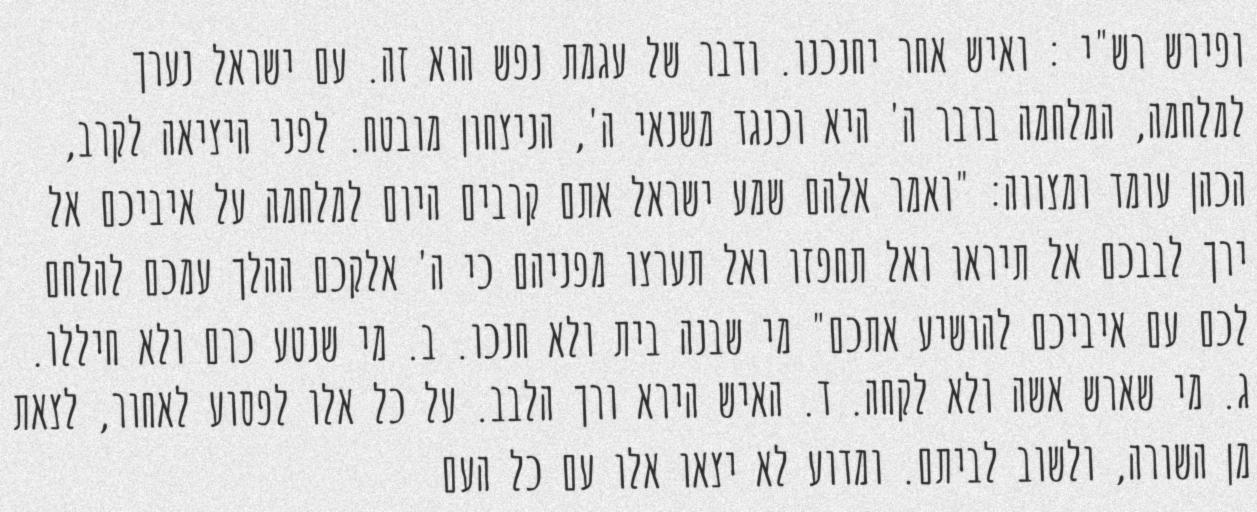 ופירש רש"י : ואיש אחר יחנכנו. ודבר של עגמת נפש הוא זה. עם ישראל נערך
למלחמה, המלחמה בדבר ה' היא וכנגד משנאי ה', הניצחון מובטח. לפני היציאה לקרב,
הכהן עומד ומצווה: "ואמר אלהם שמע ישראל אתם קרבים היום למלחמה על איביכם אל
ירך לבבכם אל תיראו ואל תחפזו ואל תערצו מפניהם כי ה' אלקכם ההלך עמכם להלחם
לכם עם איביכם להושיע אתכם" מי שבנה בית ולא חנכו. ב. מי שנטע כרם ולא חיללו.
ג. מי שארש אשה ולא לקחה. ד. האיש הירא ורך הלבב. על כל אלו לפסוע לאחור, לצאת
מן השורה, ולשוב לביתם. ומדוע לא יצאו אלו עם כל העם